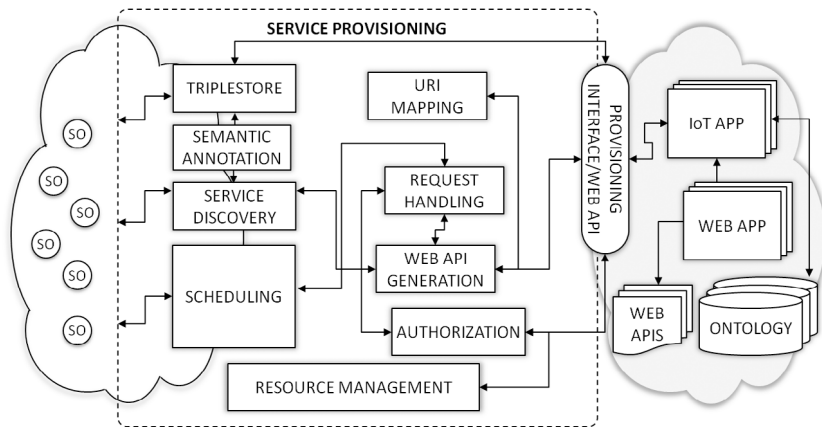 SERVICE PROVISIONING
TRIPLESTORE
SEMANTIC
ANNOTATION
SERVICE
DISCOVERY
SCHEDULING
URI
MAPPING
REQUEST
HANDLING
WEB API
GENERATION
AUTHORIZATION
RESOURCE MANAGEMENT
PROVISIONING
INTERFACE/WEB API
IoT APP
WEB APP
WEB
APIS
ONTOLOGY
SO
SO
SO
SO
SO
SO